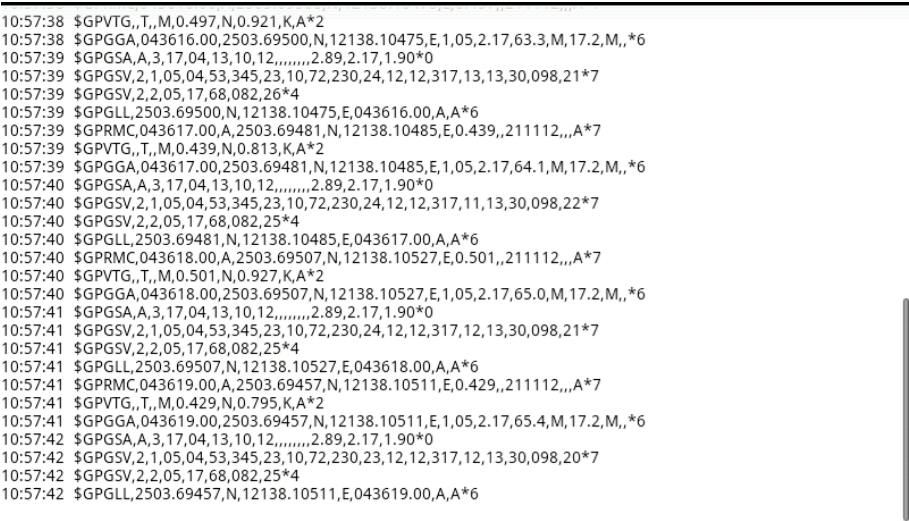 10:57:38 $GPVTG,,T,,M,0.497,N,0.921,K,A*2
10:57:38 $GPGGA,043616.00,2503.69500,N,12138.10475,E,1,05,2.17,63.3,M,17.2,M,,*6
10:57:39 $GPGSA,A,3,17,04,13,10,12,,,,,,,,2.89,2.17,1.90*0
10:57:39 $GPGSV,2,1,05,04,53,345,23,10,72,230,24,12,12,317,13,13,30,098,21*7
10:57:39 $GPGSV,2,2,05,17,68,082,26*4
10:57:39 $GPGLL,2503.69500,N,12138.10475,E,043616.00,A,A*6
10:57:39 $GPRMC,043617.00,A,2503.69481,N,12138.10485,E,0.439,,211112,,,A*7
10:57:39 $GPVTG,,T,,M,0.439,N,0.813,K,A*2
10:57:39 $GPGGA,043617.00,2503.69481,N,12138.10485,E,1,05,2.17,64.1,M,17.2,M,,*6
10:57:40 $GPGSA,A,3,17,04,13,10,12,,,,,,,,2.89,2.17,1.90*0
10:57:40 $GPGSV,2,1,05,04,53,345,23,10,72,230,24,12,12,317,11,13,30,098,22*7
10:57:40 $GPGSV,2,2,05,17,68,082,25*4
10:57:40 $GPGLL,2503.69481,N,12138.10485,E,043617.00,A,A*6
10:57:40 $GPRMC,043618.00,A,2503.69507,N,12138.10527,E,0.501,,211112,,,A*7
10:57:40 $GPVTG,,T,,M,0.501,N,0.927,K,A*2
10:57:40 $GPGGA,043618.00,2503.69507,N,12138.10527,E,1,05,2.17,65.0,M,17.2,M,,*6
10:57:41 $GPGSA,A,3,17,04,13,10,12,,,,,,,,2.89,2.17,1.90*0
10:57:41 $GPGSV,2,1,05,04,53,345,23,10,72,230,24,12,12,317,12,13,30,098,21*7
10:57:41 $GPGSV,2,2,05,17,68,082,25*4
10:57:41 $GPGLL,2503.69507,N,12138.10527,E,043618.00,A,A*6
10:57:41 $GPRMC,043619.00,A,2503.69457,N,12138.10511,E,0.429,,211112,,,A*7
10:57:41 $GPVTG,,T,,M,0.429,N,0.795,K,A*2
10:57:41 $GPGGA,043619.00,2503.69457,N,12138.10511,E,1,05,2.17,65.4,M,17.2,M,,*6
10:57:42 $GPGSA,A,3,17,04,13,10,12,,,,,,,,2.89,2.17,1.90*0
10:57:42 $GPGSV,2,1,05,04,53,345,23,10,72,230,23,12,12,317,12,13,30,098,20*7
10:57:42 $GPGSV,2,2,05,17,68,082,25*4
10:57:42 $GPGLL,2503.69457,N,12138.10511,E,043619.00,A,A*6